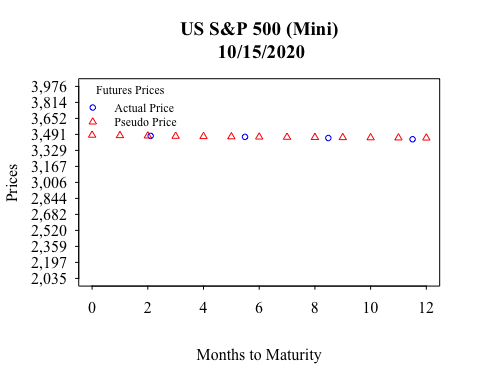 US S&P 500 (Mini)
10/15/2020
Futures Prices
Actual Price
Pseudo Price
Prices
3,976
3,814
3,652
3,491
3,329
3,167
3,006
2,844
2,682
2,520
2,359
2,197
2,035
0 2 4 6 8 10 12
Months to Maturity